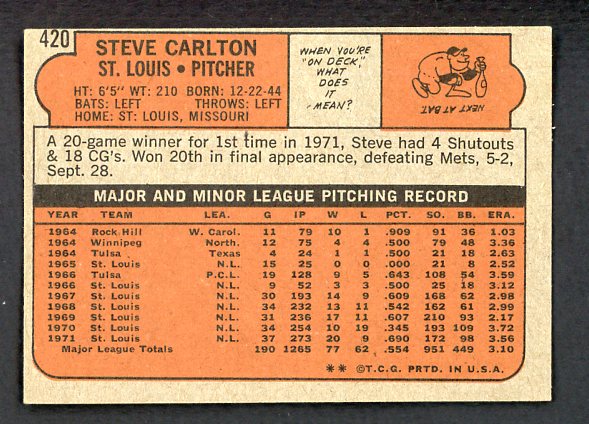 420
STEVE CARLTON
ST. LOUIS • PITCHER
HT: 6'5" WT: 210 BORN: 12-22-44
BATS: LEFT THROWS: LEFT
HOME: ST. LOUIS, MISSOURI
WHEN YOU'RE
"ON DECK,"
WHAT
DOES
IT
MEAN?
NEXT AT BAT.
A 20-game winner for 1st time in 1971, Steve had 4 Shutouts
& 18 CG's. Won 20th in final appearance, defeating Mets, 5-2,
Sept. 28.
MAJOR AND MINOR LEAGUE PITCHING RECORD
YEAR TEAM LEA. G IP W L PCT. SO. BB. ERA.
1964 Rock Hill W. Carol. 11 79 10 1 .909 91 36 1.03
1964 Winnipeg North. 12 75 4 4 .500 79 48 3.36
1964 Tulsa Texas 4 24 1 1 .500 21 18 2.63
1965 St. Louis N.L. 15 25 0 0 .000 21 8 2.52
1966 Tulsa P.C.L. 19 128 9 5 .643 108 54 3.59
1966 St. Louis N.L. 9 52 3 3 .500 25 18 3.12
1967 St. Louis N.L. 30 193 14 9 .609 168 62 2.98
1968 St. Louis N.L. 34 232 13 11 .542 162 61 2.99
1969 St. Louis N.L. 31 236 17 11 .607 210 93 2.17
1970 St. Louis N.L. 34 254 10 19 .345 193 109 3.72
1971 St. Louis N.L. 37 273 20 9 .690 172 98 3.56
Major League Totals 190 1265 77 62 .554 951 449 3.10
** ©T.C.G. PRTD. IN U.S.A.